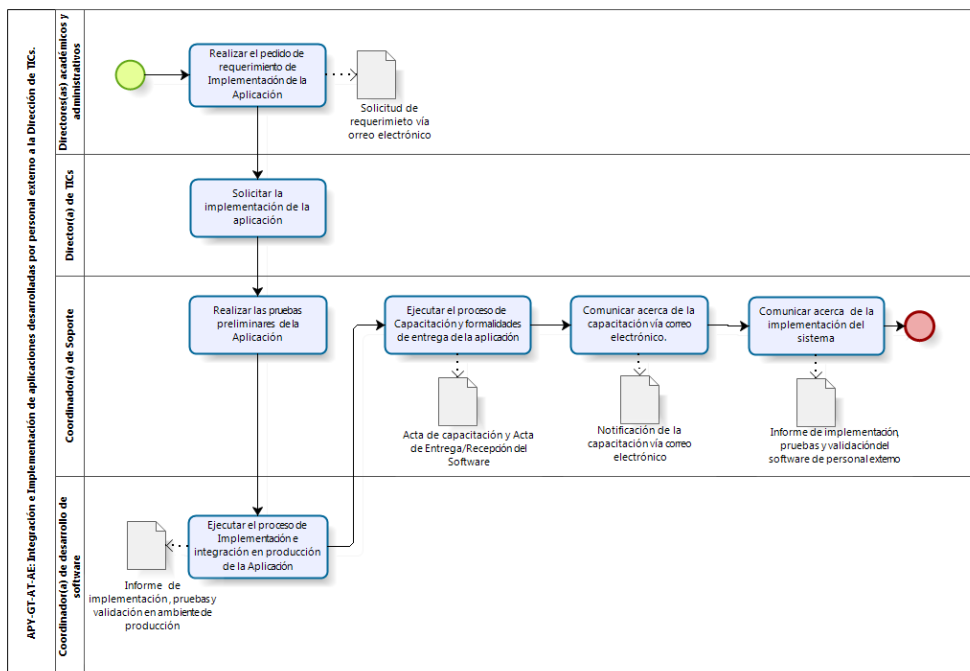 APY-GT-AT-AE: Integración e Implementación de aplicaciones desarrolladas por personal externo a la Dirección de TICs.
Directores(as) académicos y
administrativos
Realizar el pedido de
requerimiento de
Implementación de la
Aplicación
Solicitud de
requerimieto vía
orreo electrónico
Director(a) de TICs
Solicitar la
implementación de la
aplicación
Coordinador(a) de Soporte
Realizar las pruebas
preliminares de la
Aplicación
Ejecutar el proceso de
Capacitación y formalidades
de entrega de la aplicación
Comunicar acerca de la
capacitación vía correo
electrónico.
Comunicar acerca de la
implementación del
sistema
Acta de capacitación y Acta
de Entrega/Recepción del
Software
Notificación de la
capacitación vía correo
electrónico
Informe de implementación,
pruebas y validación del
software de personal externo
Coordinador(a) de desarrollo de
software
Ejecutar el proceso de
Implementación e
integración en producción
de la Aplicación
Informe de
implementación, pruebas y
validación en ambiente de
producción